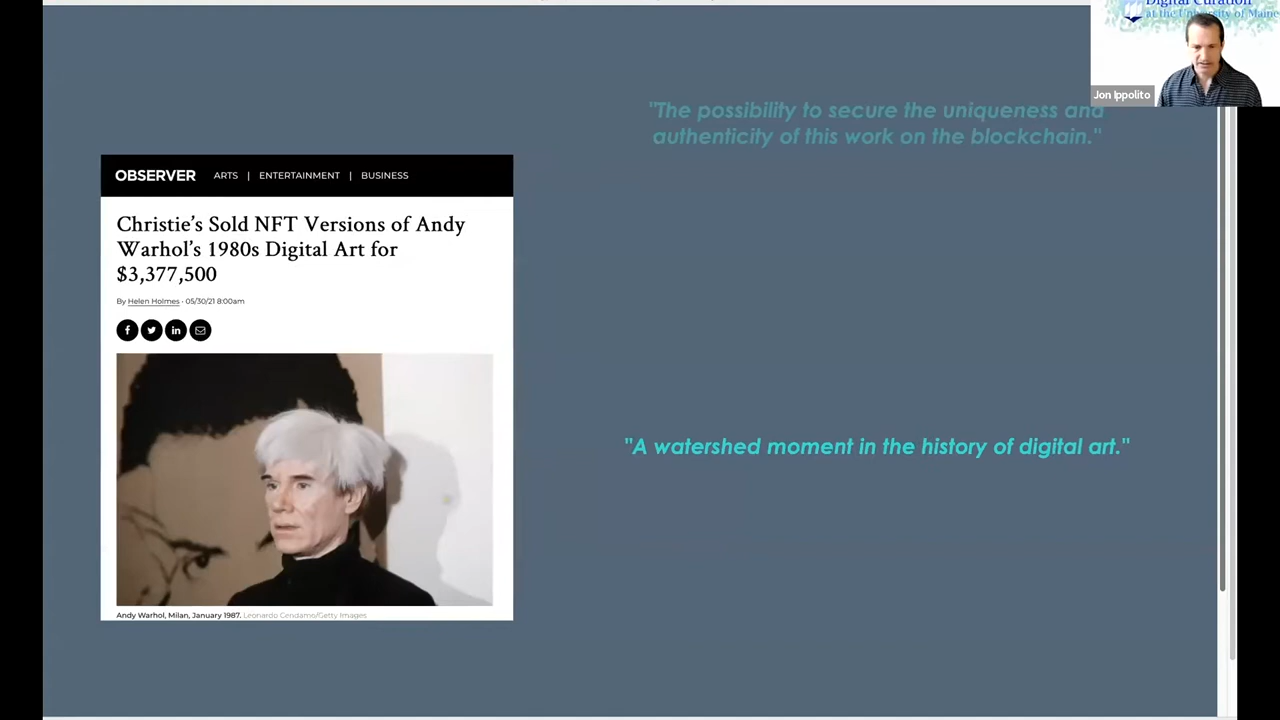 Digital Curation
at the University of Maine
Jon Ippolito
"The possibility to secure the uniqueness and
authenticity of this work on the blockchain."
OBSERVER ARTS | ENTERTAINMENT | BUSINESS
Christie's Sold NFT Versions of Andy
Warhol's 1980s Digital Art for
$3,377,500
By Helen Holmes • 05/30/21 8:00am
"A watershed moment in the history of digital art."
Andy Warhol, Milan, January 1987. Leonardo Cendamo/Getty Images